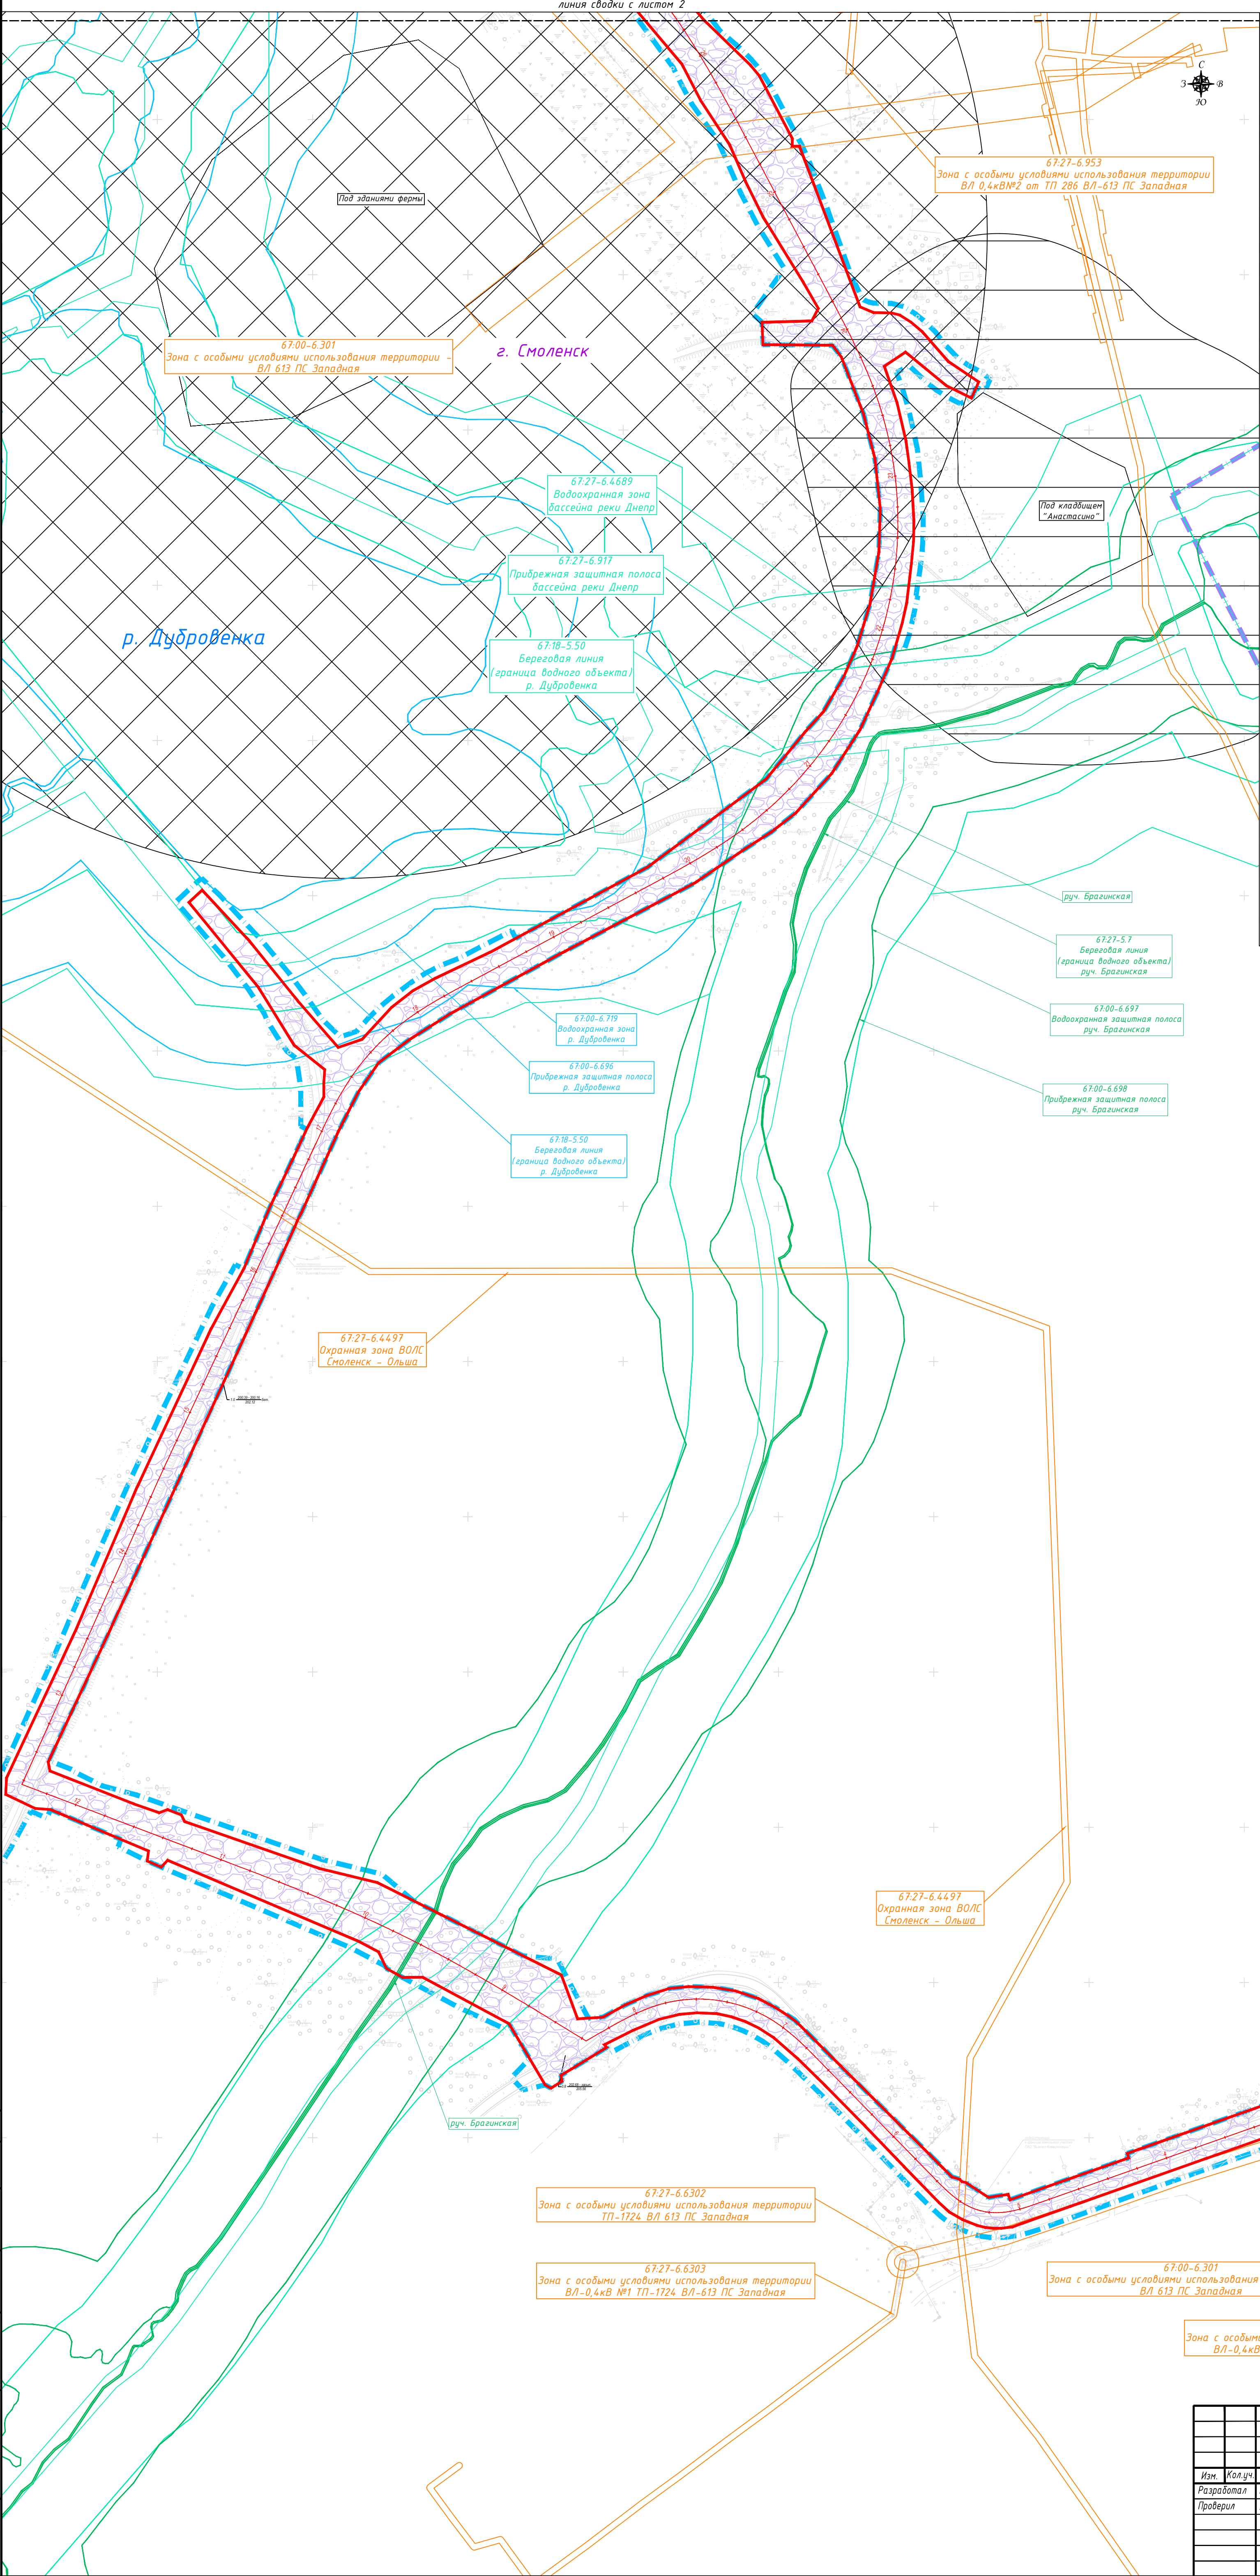 линия сводки с листом 2
С
З
В
Ю
67:27-6.953
Зона с особыми условиями использования территории
ВЛ 0,4кВ№2 от ТП 286 ВЛ-613 ПС Западная
Под зданиями фермы
67:00-6.301
Зона с особыми условиями использования территории -
ВЛ 613 ПС Западная
г. Смоленск
67:27-6.4689
Водоохранная зона
бассейна реки Днепр
Под кладбищем
"Анастасино"
67:27-6.917
Прибрежная защитная полоса
бассейна реки Днепр
р. Дубровенка
67:18-5.50
Береговая линия
(граница водного объекта)
р. Дубровенка
руч. Брагинская
67:27-5.7
Береговая линия
(граница водного объекта)
руч. Брагинская
67:00-6.719
Водоохранная зона
р. Дубровенка
67:00-6.697
Водоохранная защитная полоса
руч. Брагинская
67:00-6.696
Прибрежная защитная полоса
р. Дубровенка
67:00-6.698
Прибрежная защитная полоса
руч. Брагинская
67:18-5.50
Береговая линия
(граница водного объекта)
р. Дубровенка
67:27-6.4497
Охранная зона ВОЛС
Смоленск - Ольша
67:27-6.4497
Охранная зона ВОЛС
Смоленск - Ольша
руч. Брагинская
67:27-6.6302
Зона с особыми условиями использования территории
ТП-1724 ВЛ 613 ПС Западная
67:27-6.6303
Зона с особыми условиями использования территории
ВЛ-0,4кВ №1 ТП-1724 ВЛ-613 ПС Западная
67:00-6.301
Зона с особыми условиями использования
ВЛ 613 ПС Западная
Зона с особыми
ВЛ-0,4кВ
Изм. Кол.уч.
Разработал
Проверил